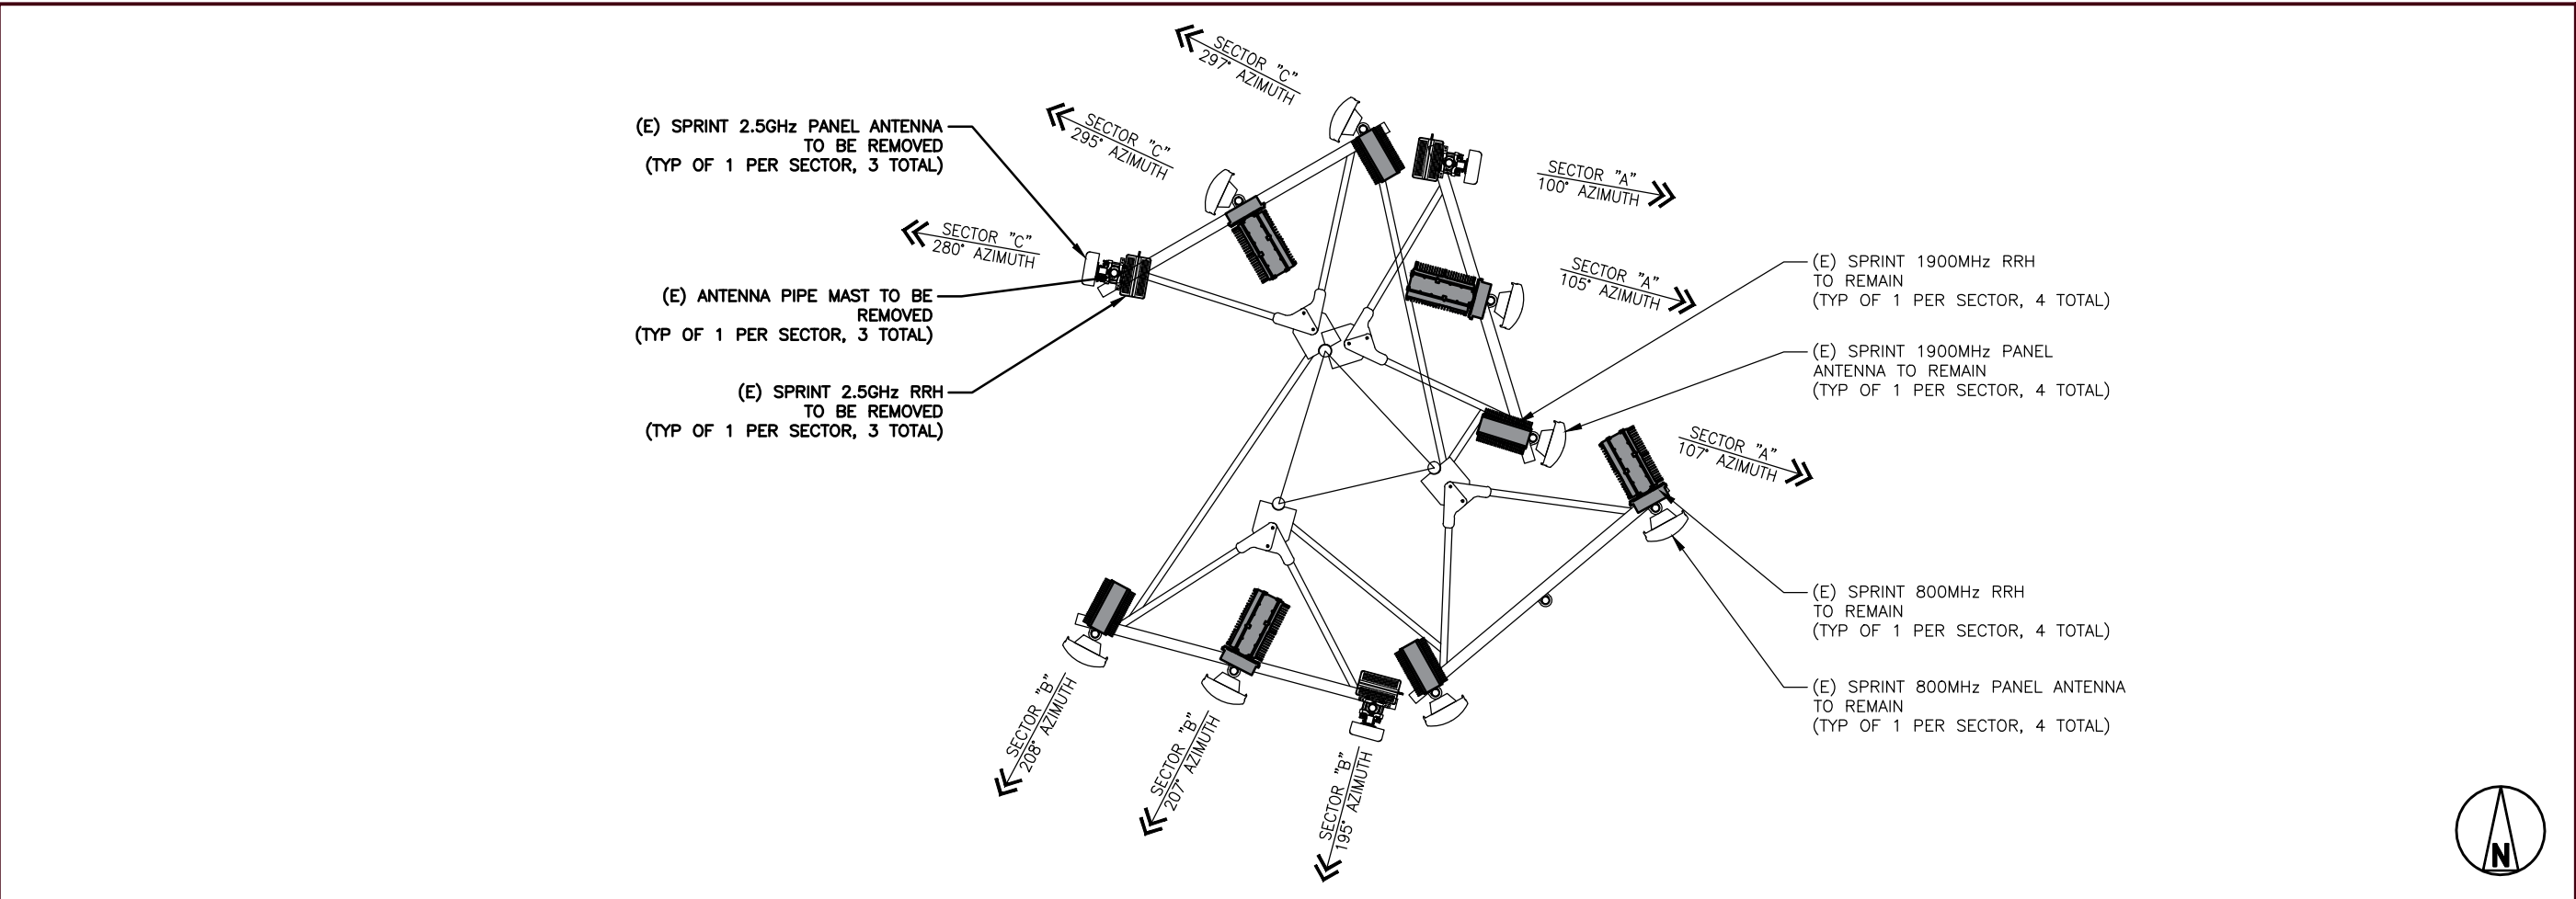 SECTOR "C"
297° AZIMUTH
SECTOR "C"
295° AZIMUTH
SECTOR "C"
280° AZIMUTH
(E) SPRINT 2.5GHz PANEL ANTENNA
TO BE REMOVED
(TYP OF 1 PER SECTOR, 3 TOTAL)
(E) ANTENNA PIPE MAST TO BE
REMOVED
(TYP OF 1 PER SECTOR, 3 TOTAL)
(E) SPRINT 2.5GHz RRH
TO BE REMOVED
(TYP OF 1 PER SECTOR, 3 TOTAL)
SECTOR "A"
100° AZIMUTH
SECTOR "A"
105° AZIMUTH
SECTOR "A"
107° AZIMUTH
(E) SPRINT 1900MHz RRH
TO REMAIN
(TYP OF 1 PER SECTOR, 4 TOTAL)
(E) SPRINT 1900MHz PANEL
ANTENNA TO REMAIN
(TYP OF 1 PER SECTOR, 4 TOTAL)
(E) SPRINT 800MHz RRH
TO REMAIN
(TYP OF 1 PER SECTOR, 4 TOTAL)
(E) SPRINT 800MHz PANEL ANTENNA
TO REMAIN
(TYP OF 1 PER SECTOR, 4 TOTAL)
SECTOR "B"
208° AZIMUTH
SECTOR "B"
207° AZIMUTH
SECTOR "B"
195° AZIMUTH
N